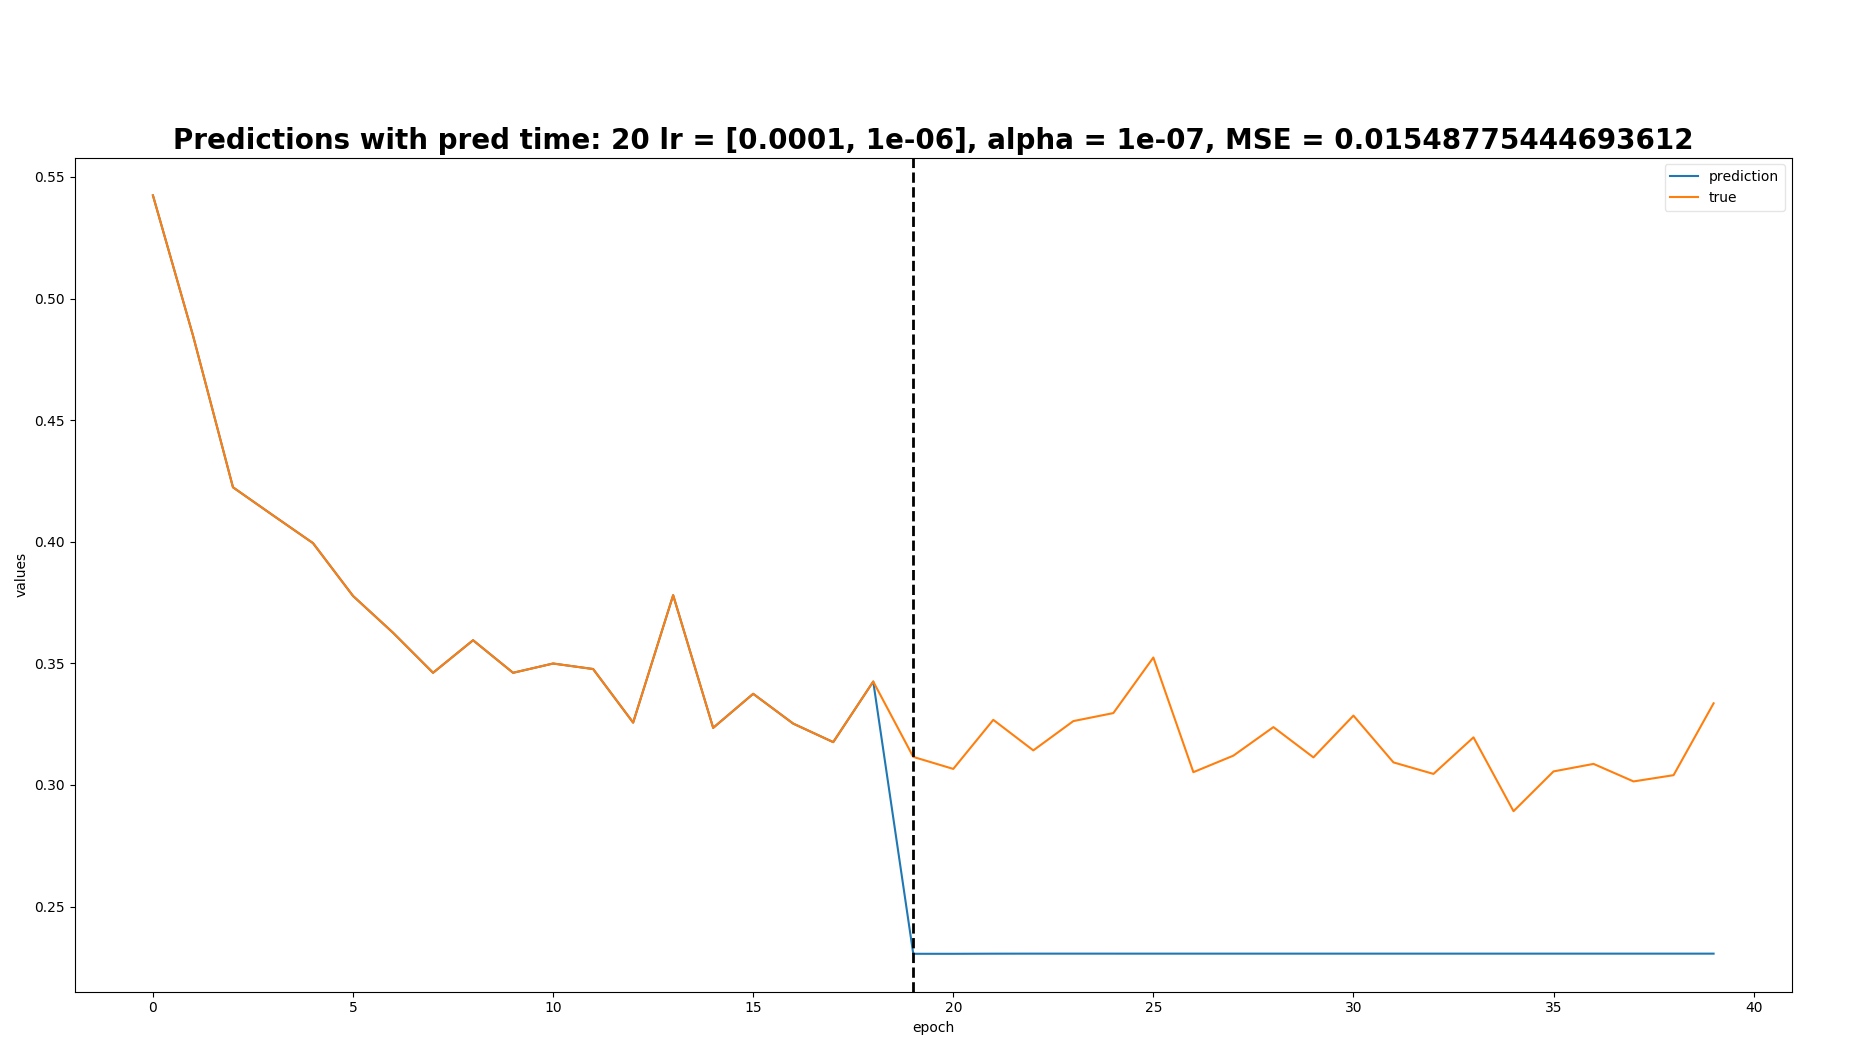 Predictions with pred time: 20 lr = [0.0001, 1e-06], alpha = 1e-07, MSE = 0.01548775444693612
prediction
true
0.55
0.50
0.45
0.40
0.35
0.30
0.25
values
0 5 10 15 20 25 30 35 40
epoch